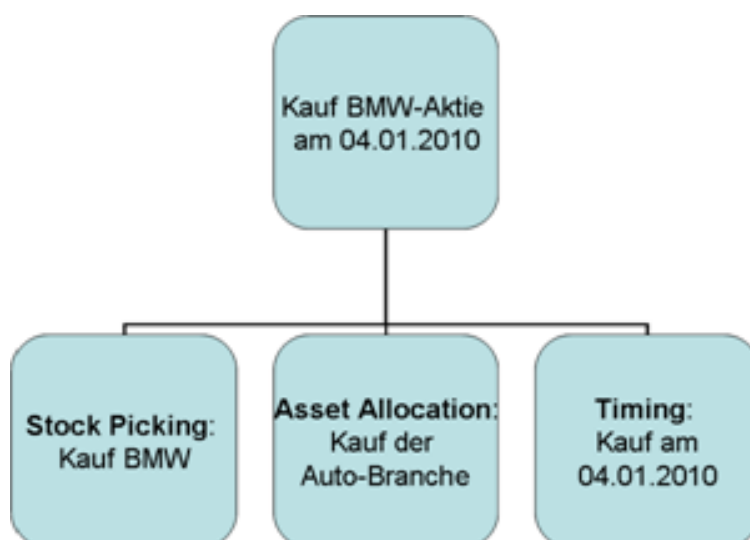 Kauf BMW-Aktie
am 04.01.2010
Stock Picking:
Kauf BMW
Asset Allocation:
Kauf der
Auto-Branche
Timing:
Kauf am
04.01.2010